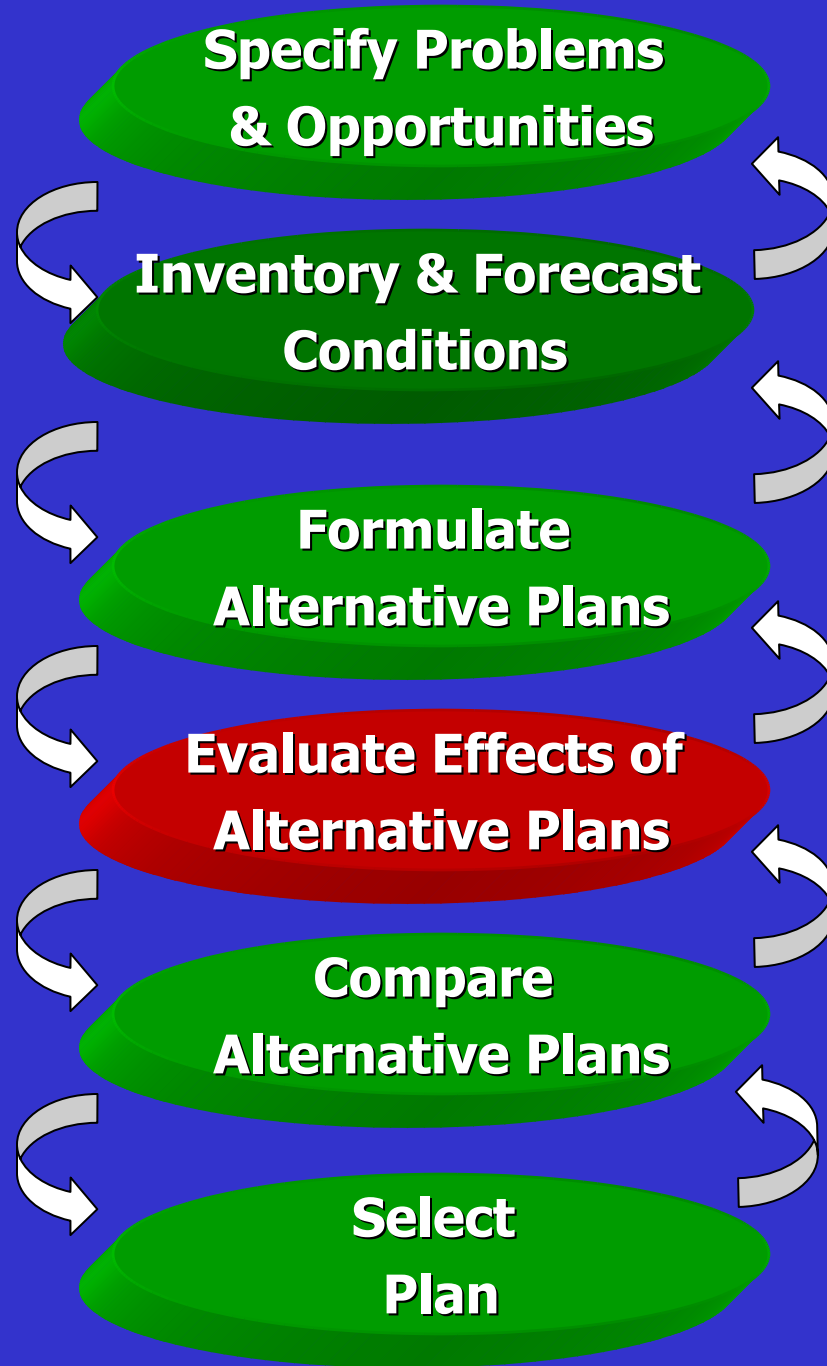 Specify Problems
& Opportunities
Inventory & Forecast
Conditions
Formulate
Alternative Plans
Evaluate Effects of
Alternative Plans
Compare
Alternative Plans
Select
Plan